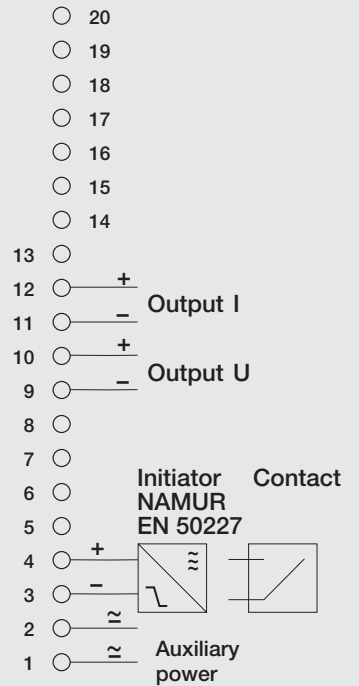 20
19
18
17
16
15
14
13
12 +
Output I
11 −
10 +
Output U
9 −
8
7
6
Initiator Contact
NAMUR
5 EN 50227
4 + ≈
3 −
2 ≃
1 ≃ Auxiliary
power